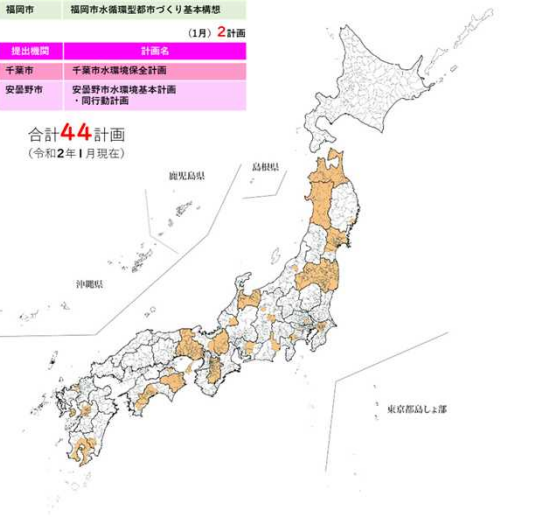 福岡市 福岡市水循環型都市づくり基本構想
(1月) 2計画
提出機関 計画名
千葉市 千葉市水環境保全計画
安曇野市 安曇野市水環境基本計画
・同行動計画
合計44計画
(令和2年1月現在)
島根県
鹿児島県
沖縄県
東京都島しょ部